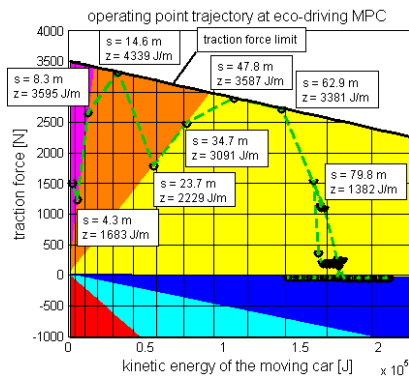 operating point trajectory at eco-driving MPC
4000
3500
3000
2500
2000
1500
1000
500
0
-500
-1000
traction force [N]
s = 14.6 m
z = 4339 J/m
traction force limit
s = 8.3 m
z = 3595 J/m
s = 47.8 m
z = 3587 J/m
s = 62.9 m
z = 3381 J/m
s = 34.7 m
z = 3091 J/m
s = 23.7 m
z = 2229 J/m
s = 79.8 m
z = 1382 J/m
s = 4.3 m
z = 1683 J/m
0 0.5 1 1.5 2
kinetic energy of the moving car [J]
x 10^5